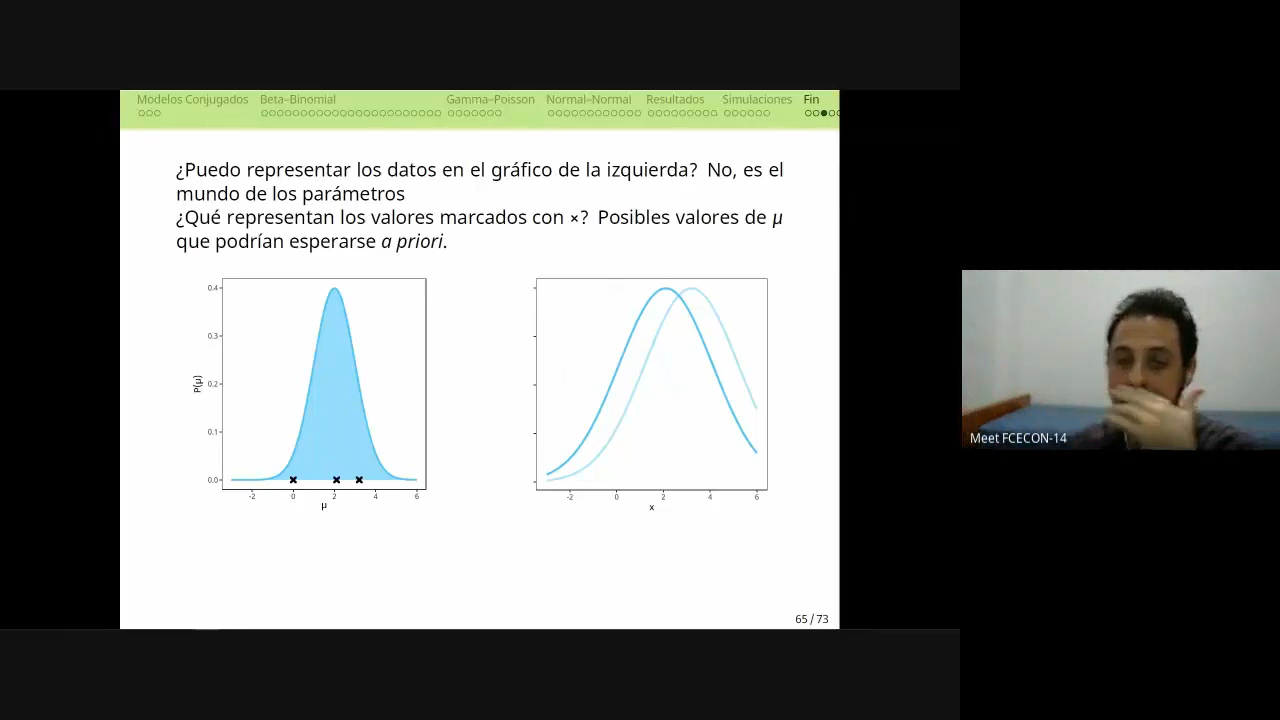 Modelos Conjugados Beta–Binomial Gamma–Poisson Normal–Normal Resultados Simulaciones Fin
¿Puedo representar los datos en el gráfico de la izquierda? No, es el
mundo de los parámetros
¿Qué representan los valores marcados con ×? Posibles valores de μ
que podrían esperarse a priori.
0.4
0.3
0.2
0.1
0.0
P(μ)
-2 0 2 4 6
μ
-2 0 2 4 6
x
Meet FCECON-14
65 / 73